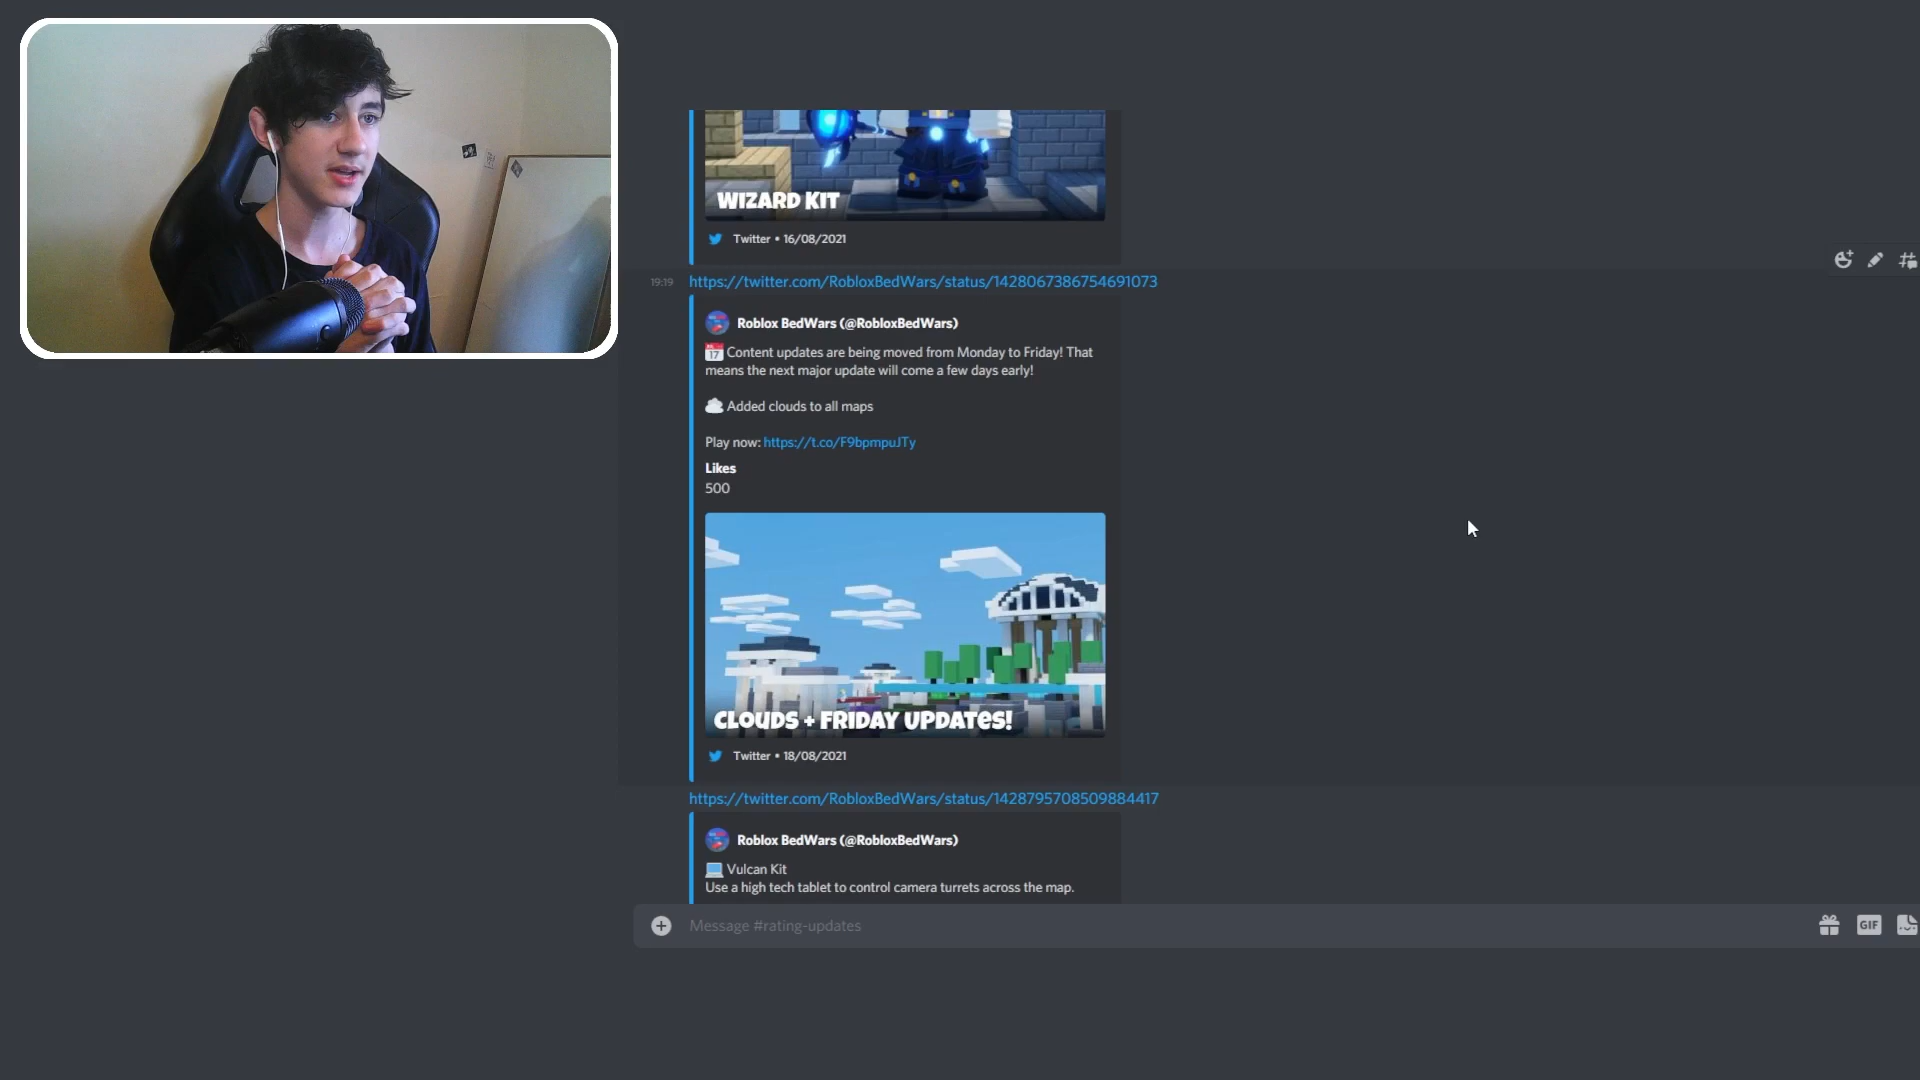 WIZARD KIT
Twitter • 16/08/2021
19:19
https://twitter.com/RobloxBedWars/status/1428067386754691073
Roblox BedWars (@RobloxBedWars)
17 Content updates are being moved from Monday to Friday! That
means the next major update will come a few days early!
Added clouds to all maps
Play now: https://t.co/F9bpmpuJTy
Likes
500
CLOUDS + FRIDAY UPDATES!
Twitter • 18/08/2021
https://twitter.com/RobloxBedWars/status/1428795708509884417
Roblox BedWars (@RobloxBedWars)
Vulcan Kit
Use a high tech tablet to control camera turrets across the map.
Message #rating-updates
GIF